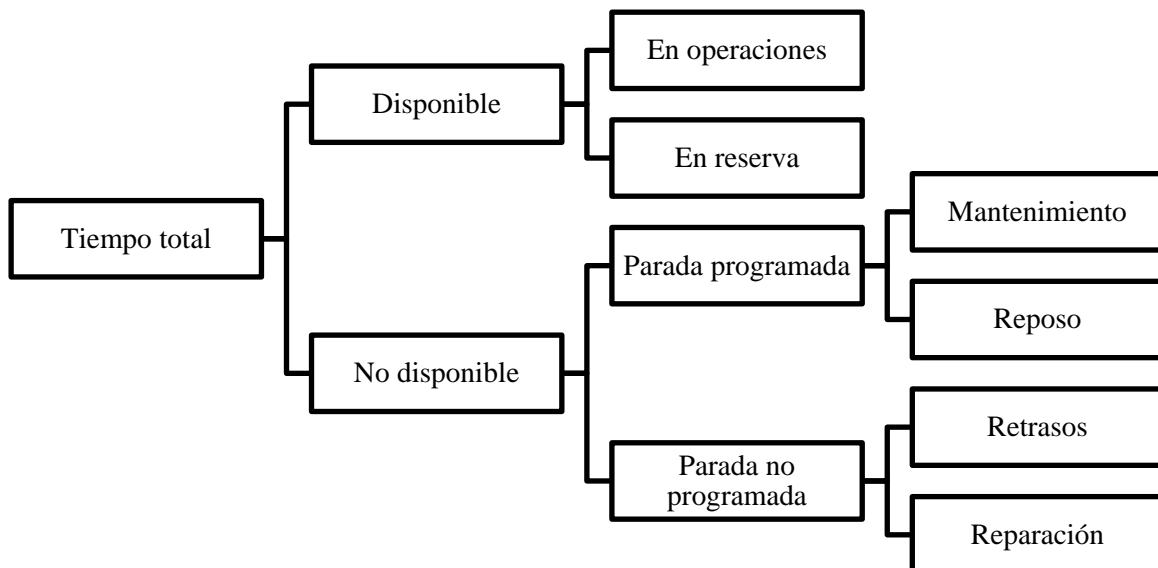 En operaciones
Disponible
En reserva
Mantenimiento
Tiempo total
Parada programada
Reposo
No disponible
Retrasos
Parada no
programada
Reparación